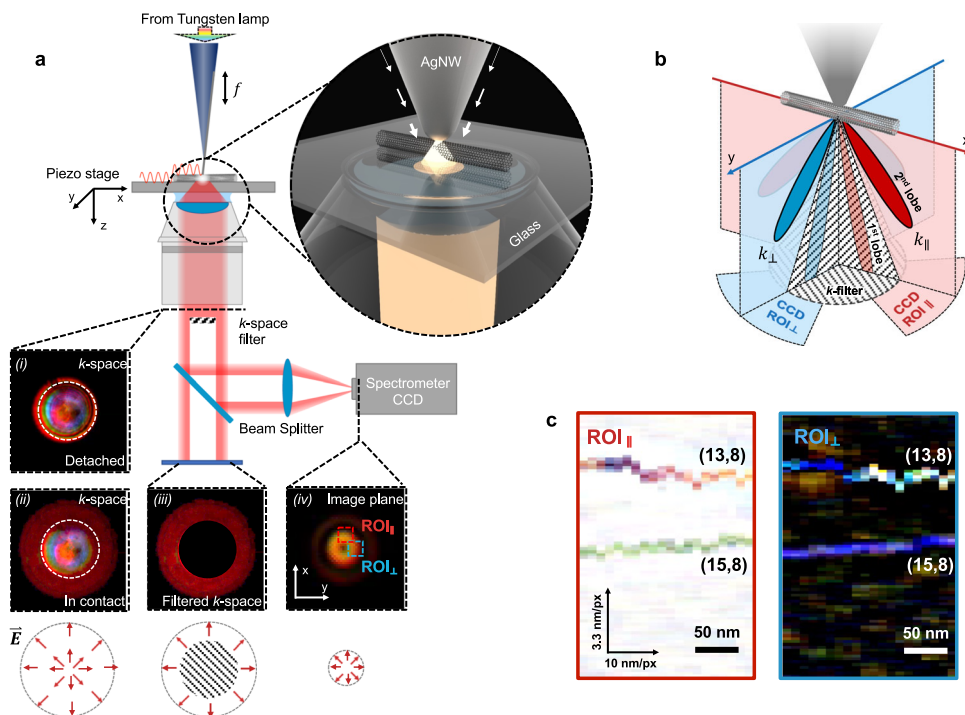 From Tungsten lamp
a
f
AgNW
Piezo stage
y
x
z
Glass
k-space
filter
Spectrometer
CCD
Beam Splitter
(i)
k-space
Detached
(ii)
k-space
In contact
(iii)
Filtered k-space
(iv)
Image plane
ROI∥
ROI⊥
x
y
E
b
x
y
2nd lobe
1st lobe
k⊥
k∥
k-filter
CCD
ROI⊥
CCD
ROI∥
c
ROI∥
(13,8)
(15,8)
3.3 nm/px
10 nm/px
50 nm
ROI⊥
(13,8)
(15,8)
50 nm